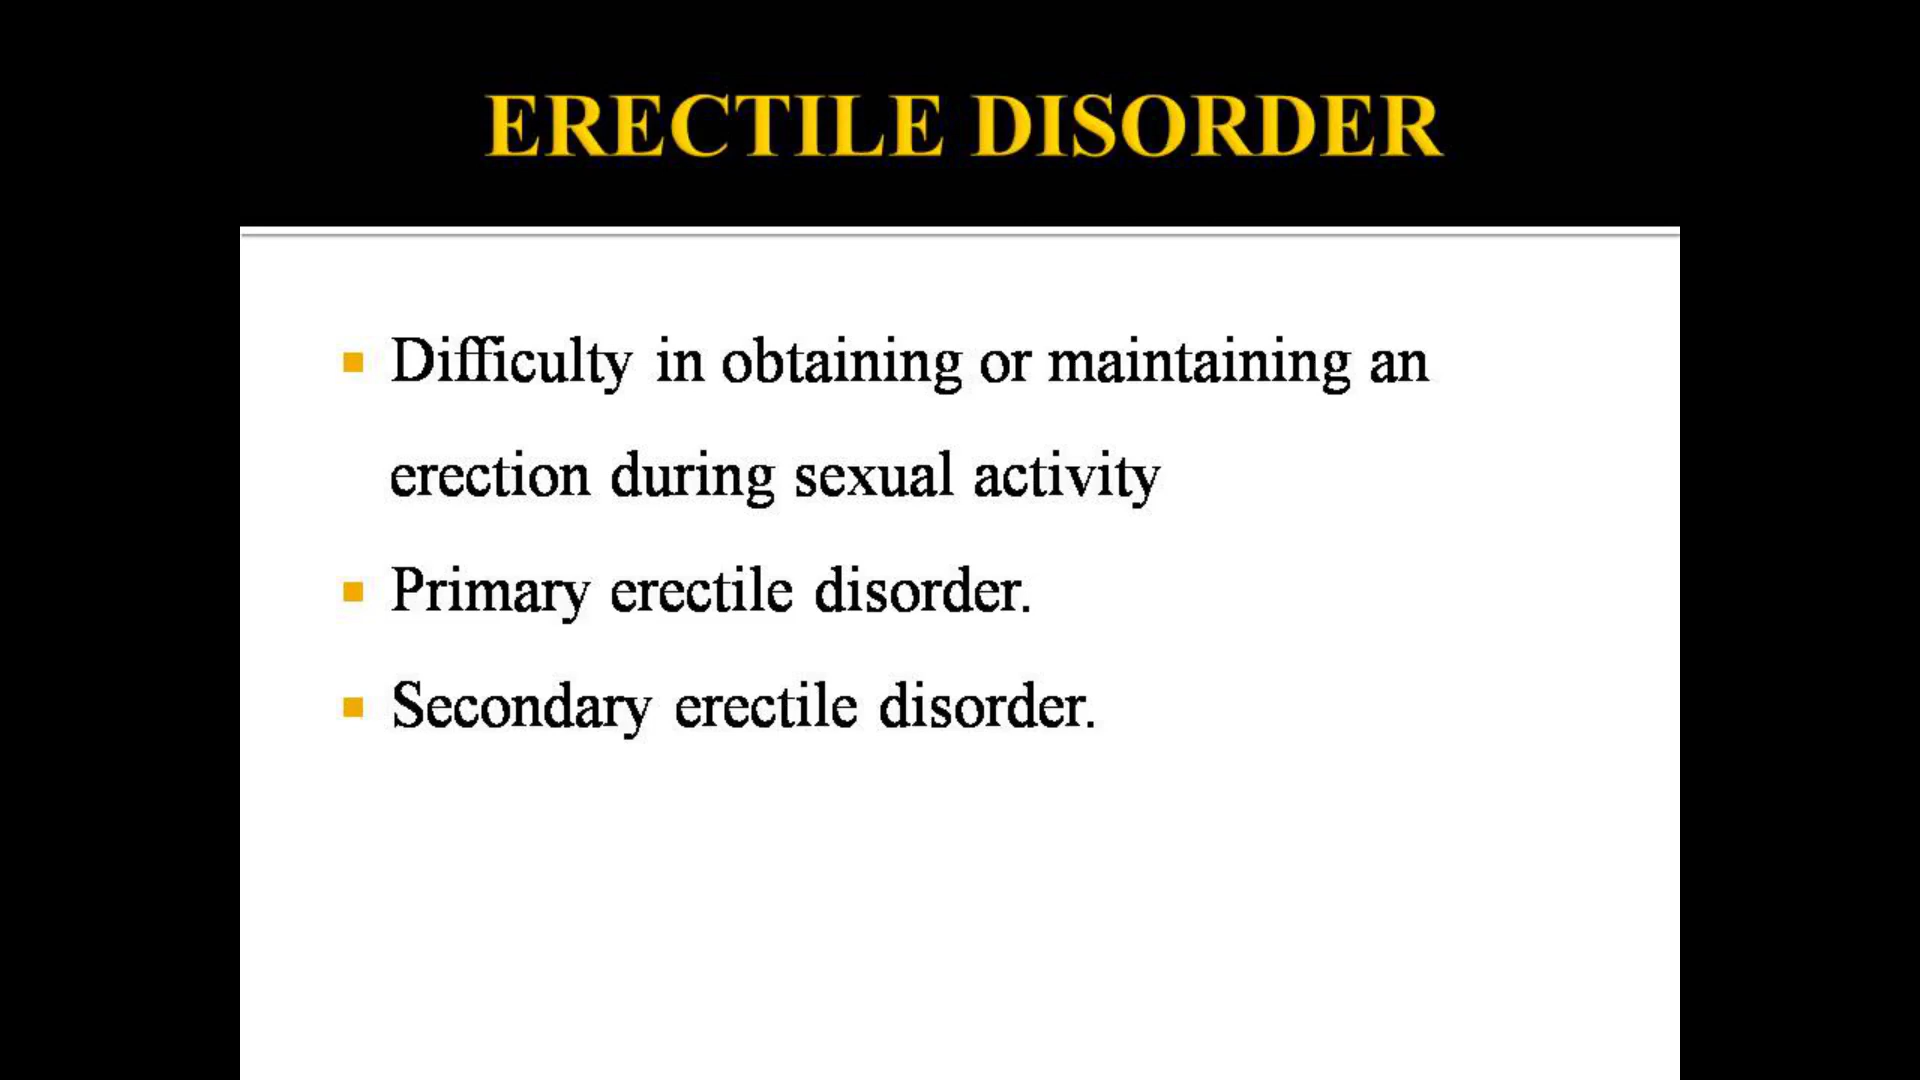 ERECTILE DISORDER
Difficulty in obtaining or maintaining an
erection during sexual activity
Primary erectile disorder.
Secondary erectile disorder.